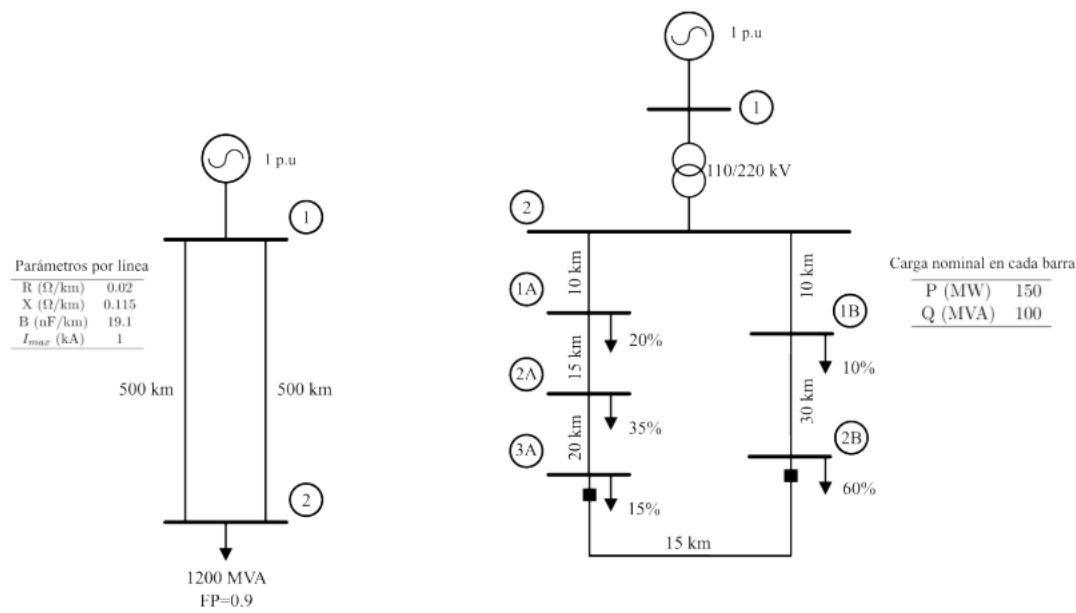 1 p.u
1
Parámetros por línea
R (Ω/km) 0.02
X (Ω/km) 0.115
B (nF/km) 19.1
Imax (kA) 1
500 km
500 km
2
1200 MVA
FP=0.9
1 p.u
1
110/220 kV
2
10 km
10 km
1A
20%
1B
10%
15 km
2A
35%
30 km
20 km
3A
15%
2B
60%
15 km
Carga nominal en cada barra
P (MW) 150
Q (MVA) 100